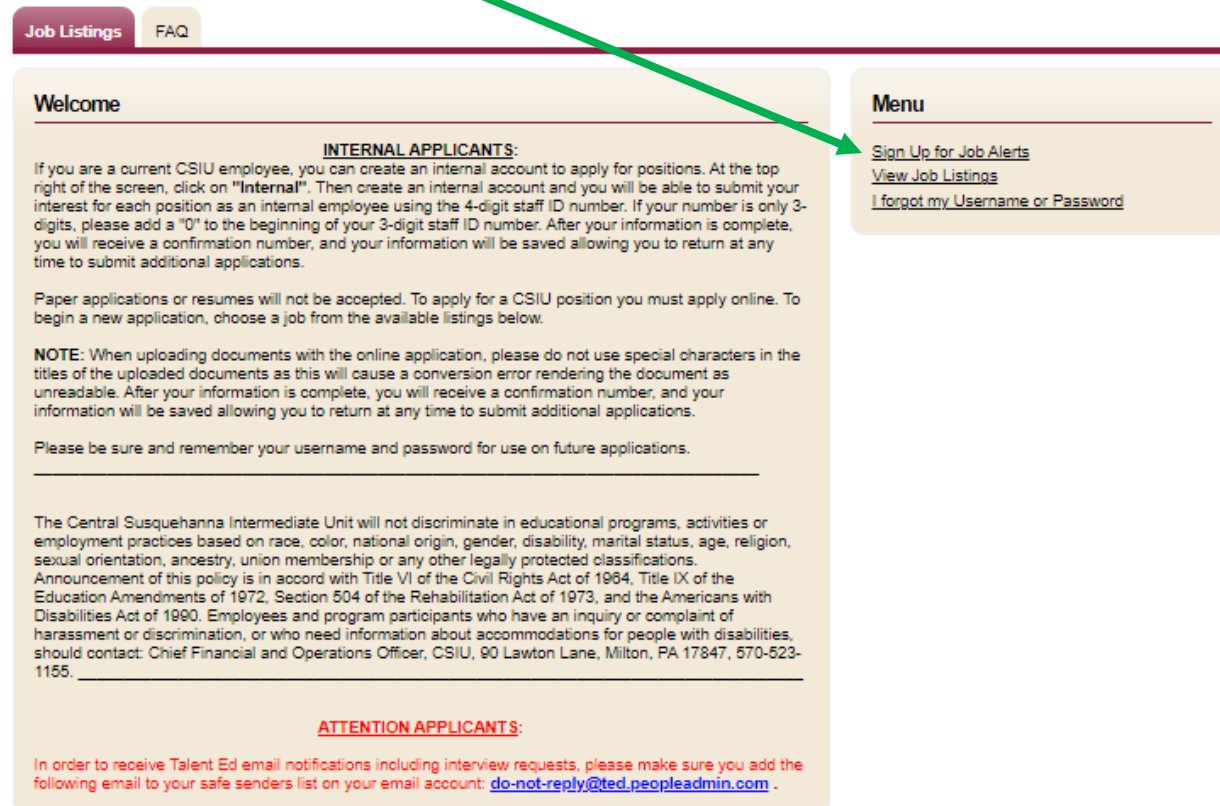 Job Listings FAQ
Welcome
INTERNAL APPLICANTS:
If you are a current CSIU employee, you can create an internal account to apply for positions. At the top
right of the screen, click on "Internal". Then create an internal account and you will be able to submit your
interest for each position as an internal employee using the 4-digit staff ID number. If your number is only 3-
digits, please add a "0" to the beginning of your 3-digit staff ID number. After your information is complete,
you will receive a confirmation number, and your information will be saved allowing you to return at any
time to submit additional applications.
Paper applications or resumes will not be accepted. To apply for a CSIU position you must apply online. To
begin a new application, choose a job from the available listings below.
NOTE: When uploading documents with the online application, please do not use special characters in the
titles of the uploaded documents as this will cause a conversion error rendering the document as
unreadable. After your information is complete, you will receive a confirmation number, and your
information will be saved allowing you to return at any time to submit additional applications.
Please be sure and remember your username and password for use on future applications.
The Central Susquehanna Intermediate Unit will not discriminate in educational programs, activities or
employment practices based on race, color, national origin, gender, disability, marital status, age, religion,
sexual orientation, ancestry, union membership or any other legally protected classifications.
Announcement of this policy is in accord with Title VI of the Civil Rights Act of 1964, Title IX of the
Education Amendments of 1972, Section 504 of the Rehabilitation Act of 1973, and the Americans with
Disabilities Act of 1990. Employees and program participants who have an inquiry or complaint of
harassment or discrimination, or who need information about accommodations for people with disabilities,
should contact: Chief Financial and Operations Officer, CSIU, 90 Lawton Lane, Milton, PA 17847, 570-523-
1155.
ATTENTION APPLICANTS:
In order to receive Talent Ed email notifications including interview requests, please make sure you add the
following email to your safe senders list on your email account: do-not-reply@ted.peopleadmin.com .
Menu
Sign Up for Job Alerts
View Job Listings
I forgot my Username or Password